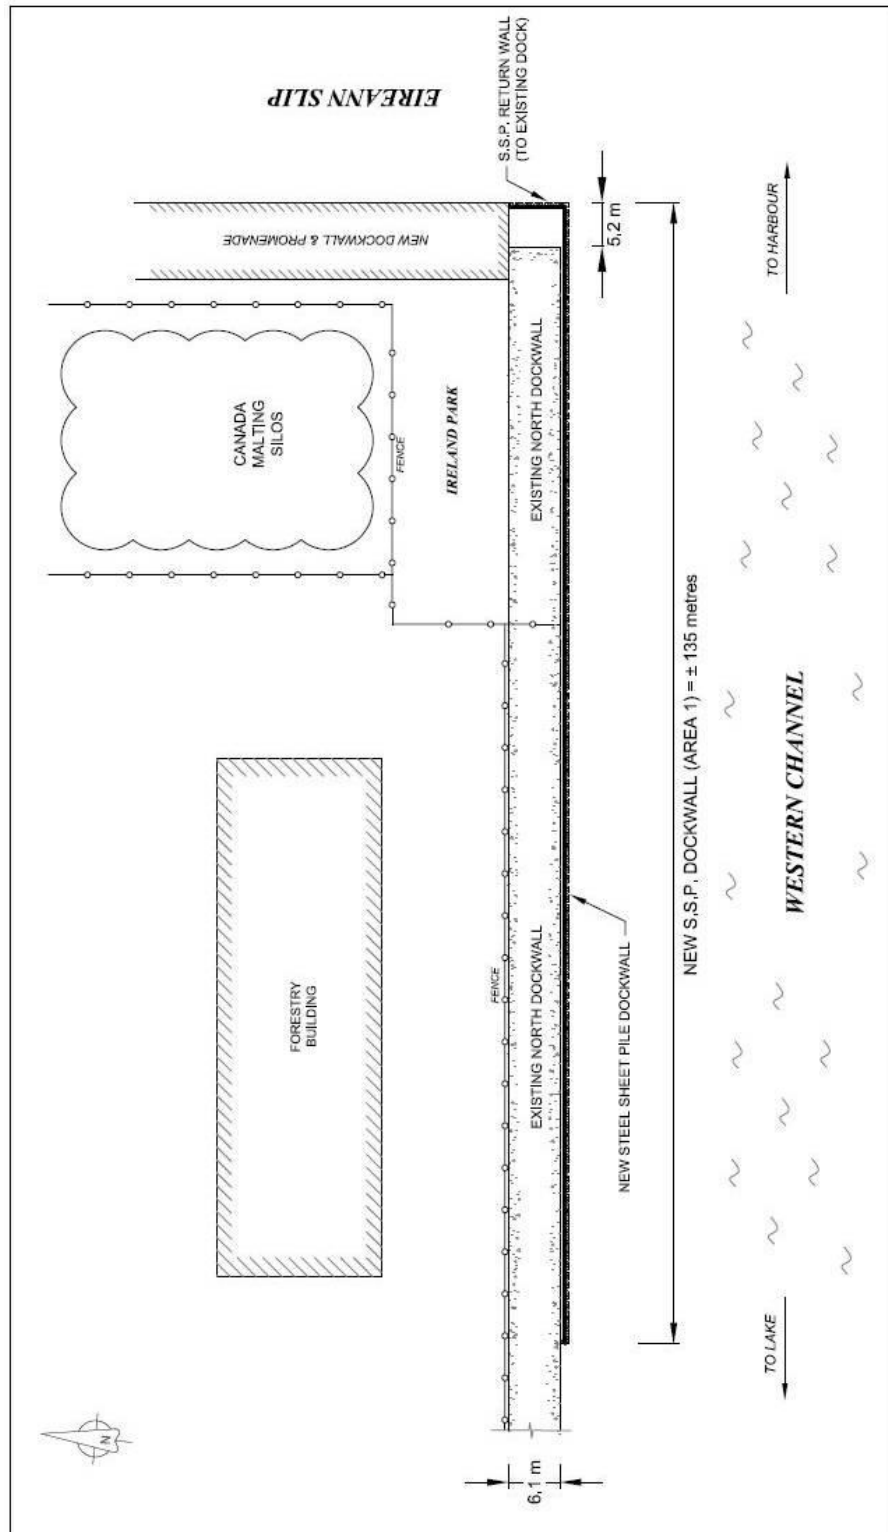 EIREANN SLIP
S.S.P. RETURN WALL
(TO EXISTING DOCK)
NEW DOCKWALL & PROMENADE
CANADA
MALTING
SILOS
FENCE
IRELAND PARK
EXISTING NORTH DOCKWALL
5,2 m
TO HARBOUR
FORESTRY
BUILDING
FENCE
EXISTING NORTH DOCKWALL
NEW STEEL SHEET PILE DOCKWALL
NEW S.S.P. DOCKWALL (AREA 1) = ± 135 metres
WESTERN CHANNEL
TO LAKE
N
6,1 m